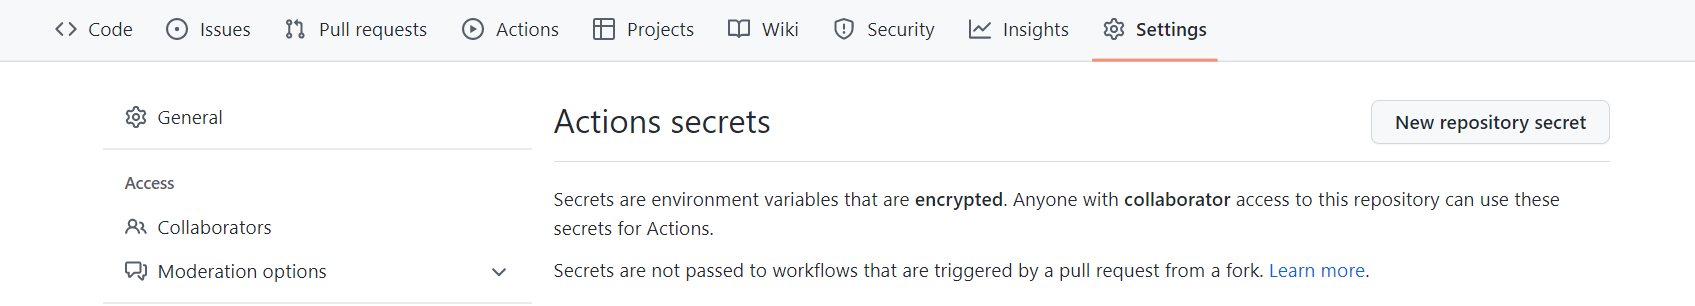 Code Issues Pull requests Actions Projects Wiki Security Insights Settings
General
Access
Collaborators
Moderation options
Actions secrets
New repository secret
Secrets are environment variables that are encrypted. Anyone with collaborator access to this repository can use these
secrets for Actions.
Secrets are not passed to workflows that are triggered by a pull request from a fork. Learn more.